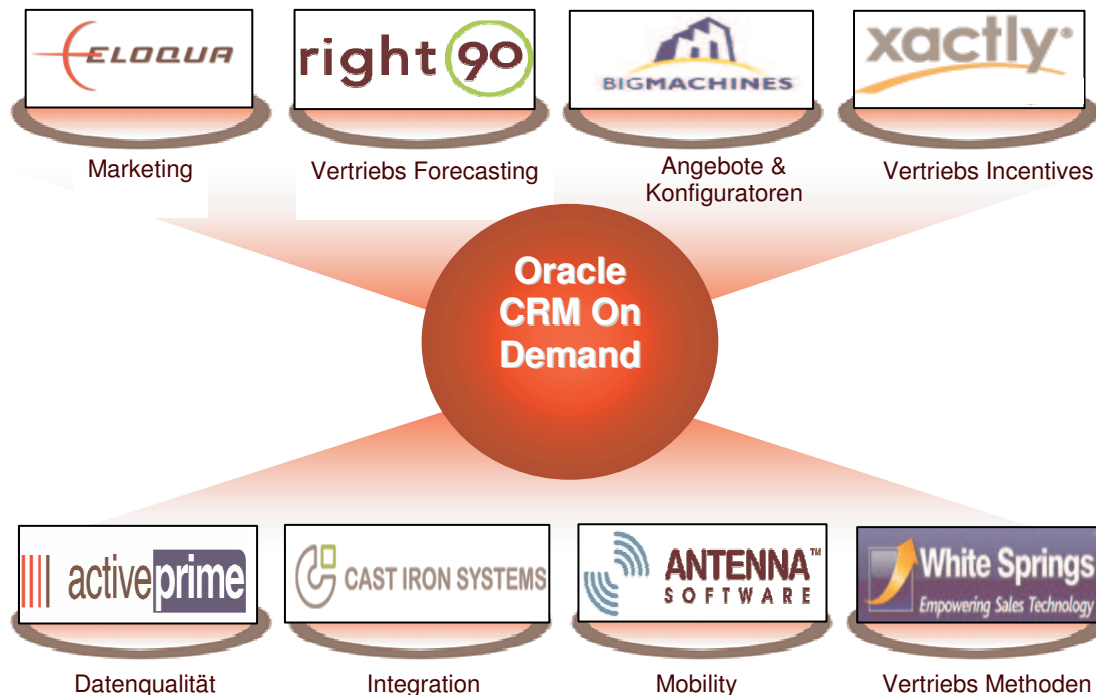 ELOQUA
right 90
BIGMACHINES
xactly®
Marketing
Vertriebs Forecasting
Angebote &
Konfiguratoren
Vertriebs Incentives
Oracle
CRM On
Demand
activeprime
CAST IRON SYSTEMS
ANTENNA™
SOFTWARE
White Springs
Empowering Sales Technology
Datenqualität
Integration
Mobility
Vertriebs Methoden